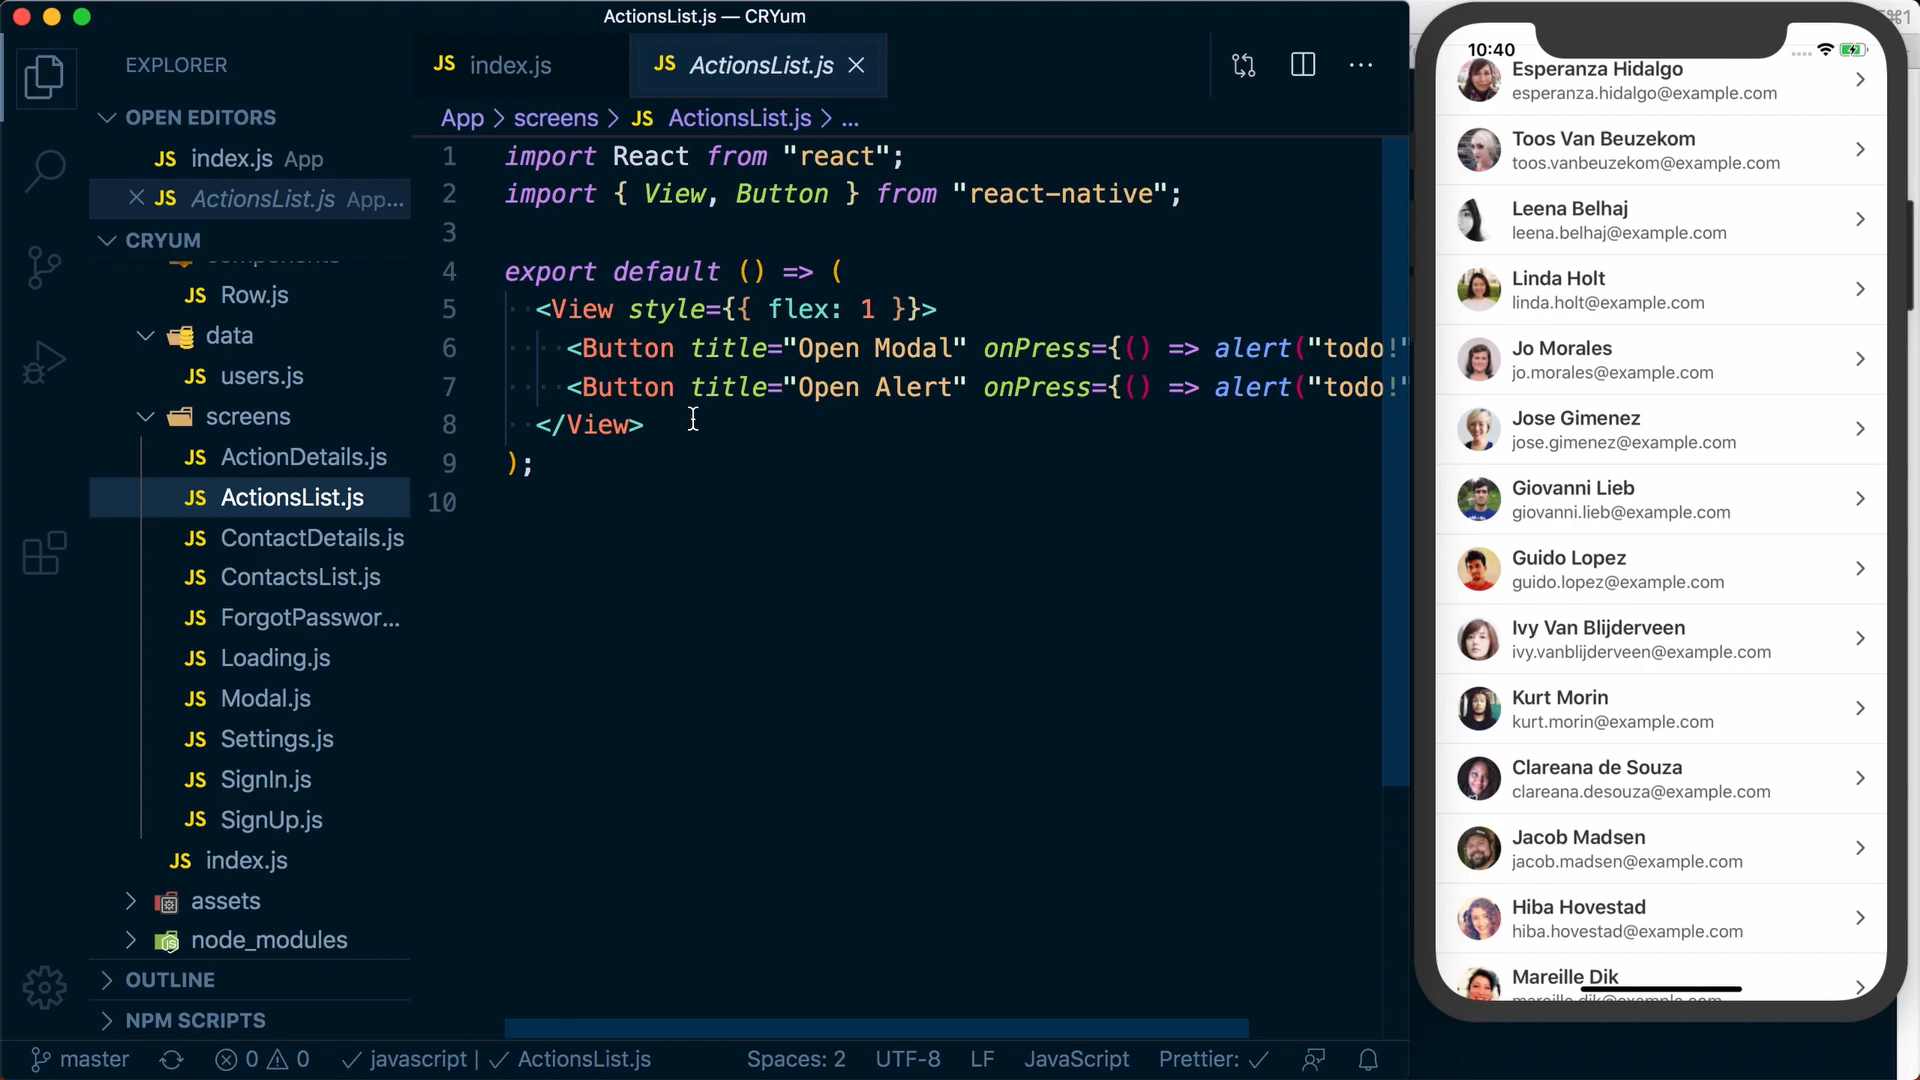 ActionsList.js — CRYum
⌘1
EXPLORER
OPEN EDITORS
JS index.js App
JS ActionsList.js App...
CRYUM
components
JS Row.js
data
JS users.js
screens
JS ActionDetails.js
JS ActionsList.js
JS ContactDetails.js
JS ContactsList.js
JS ForgotPasswor...
JS Loading.js
JS Modal.js
JS Settings.js
JS SignIn.js
JS SignUp.js
JS index.js
assets
node_modules
OUTLINE
NPM SCRIPTS
JS index.js
JS ActionsList.js
App > screens > JS ActionsList.js > ...
1 import React from "react";
2 import { View, Button } from "react-native";
3
4 export default () => (
5 <View style={{ flex: 1 }}>
6 <Button title="Open Modal" onPress={() => alert("todo!"
7 <Button title="Open Alert" onPress={() => alert("todo!"
8 </View>
9 );
10
master
0 0
javascript | ActionsList.js
Spaces: 2
UTF-8
LF
JavaScript
Prettier:
10:40
Esperanza Hidalgo
esperanza.hidalgo@example.com
Toos Van Beuzekom
toos.vanbeuzekom@example.com
Leena Belhaj
leena.belhaj@example.com
Linda Holt
linda.holt@example.com
Jo Morales
jo.morales@example.com
Jose Gimenez
jose.gimenez@example.com
Giovanni Lieb
giovanni.lieb@example.com
Guido Lopez
guido.lopez@example.com
Ivy Van Blijderveen
ivy.vanblijderveen@example.com
Kurt Morin
kurt.morin@example.com
Clareana de Souza
clareana.desouza@example.com
Jacob Madsen
jacob.madsen@example.com
Hiba Hovestad
hiba.hovestad@example.com
Mareille Dik
mareille.dik@example.com